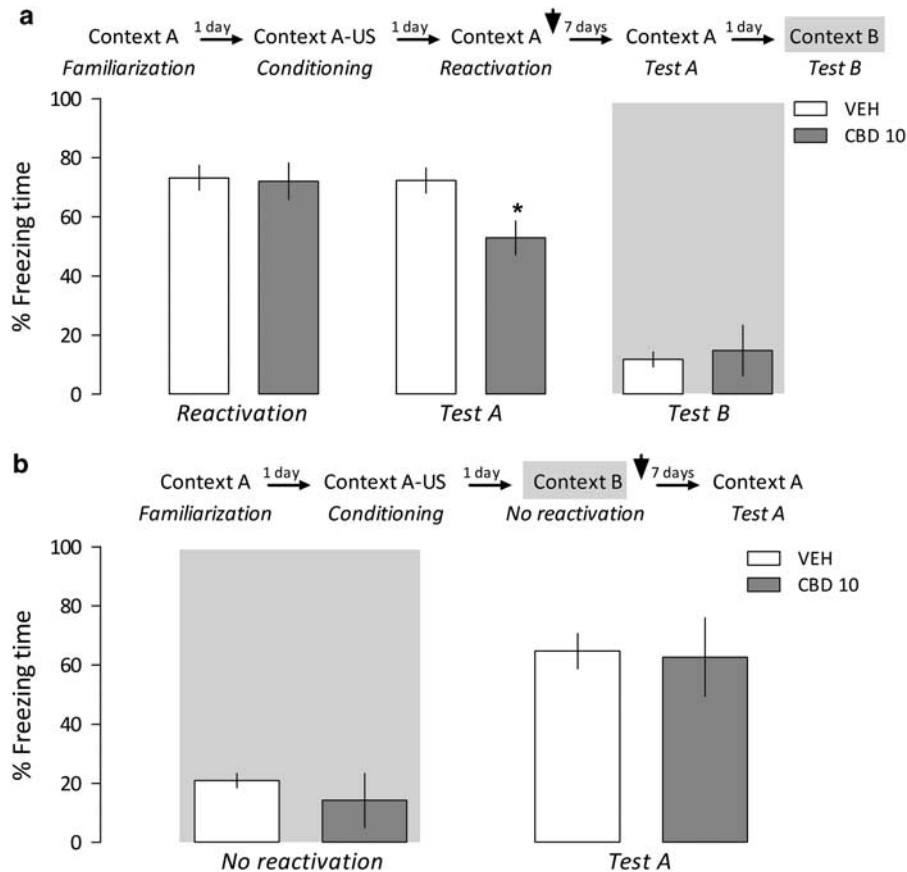 a
Context A 1 day Context A-US 1 day Context A 7 days Context A 1 day Context B
Familiarization Conditioning Reactivation Test A Test B
100
80
60
40
20
0
% Freezing time
VEH
CBD 10
*
Reactivation Test A Test B
b
Context A 1 day Context A-US 1 day Context B 7 days Context A
Familiarization Conditioning No reactivation Test A
100
80
60
40
20
0
% Freezing time
VEH
CBD 10
No reactivation Test A